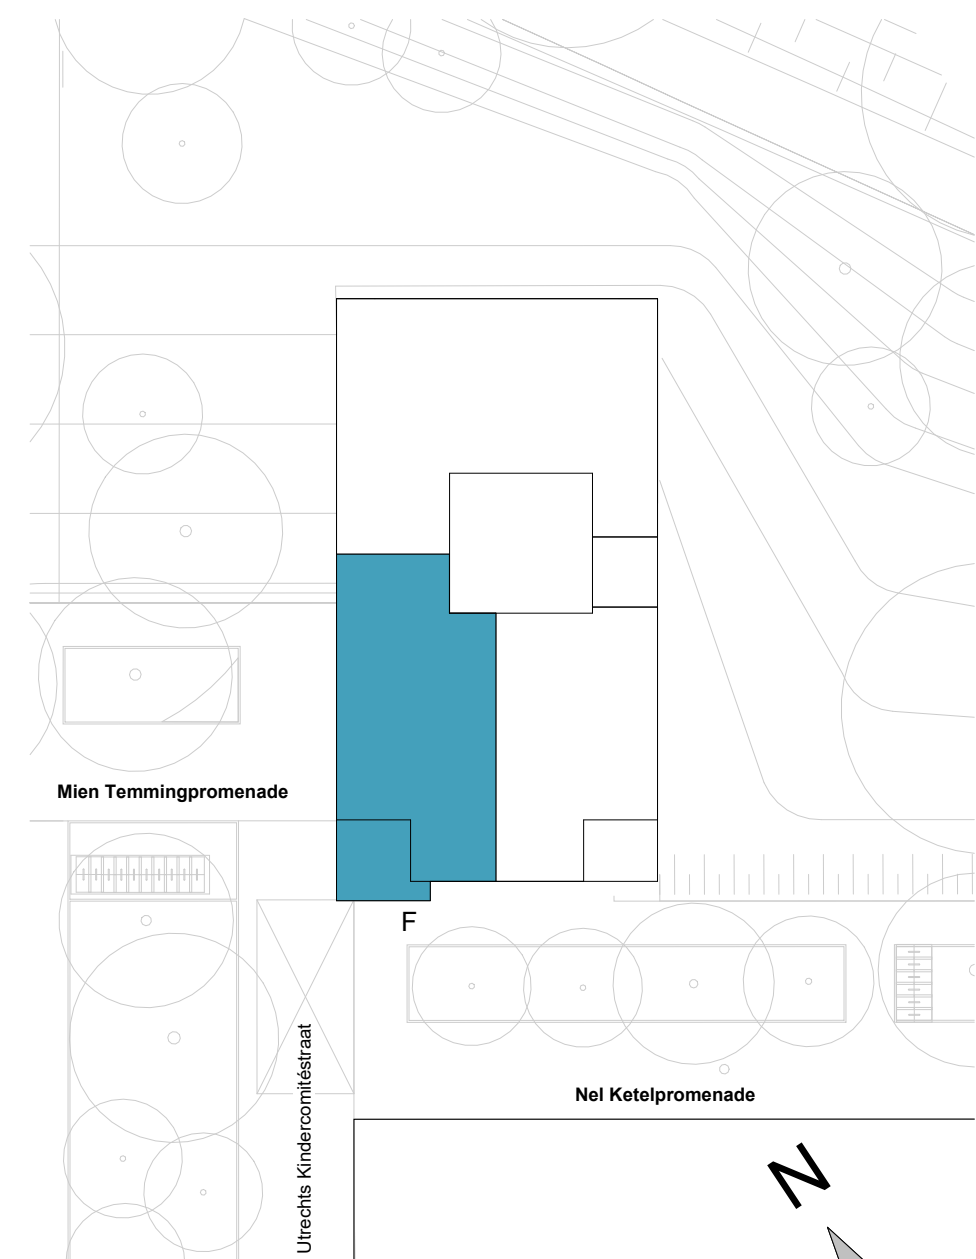 Mien Temmingpromenade
F
Utrechts Kindercomitéstraat
Nel Ketelpromenade
N